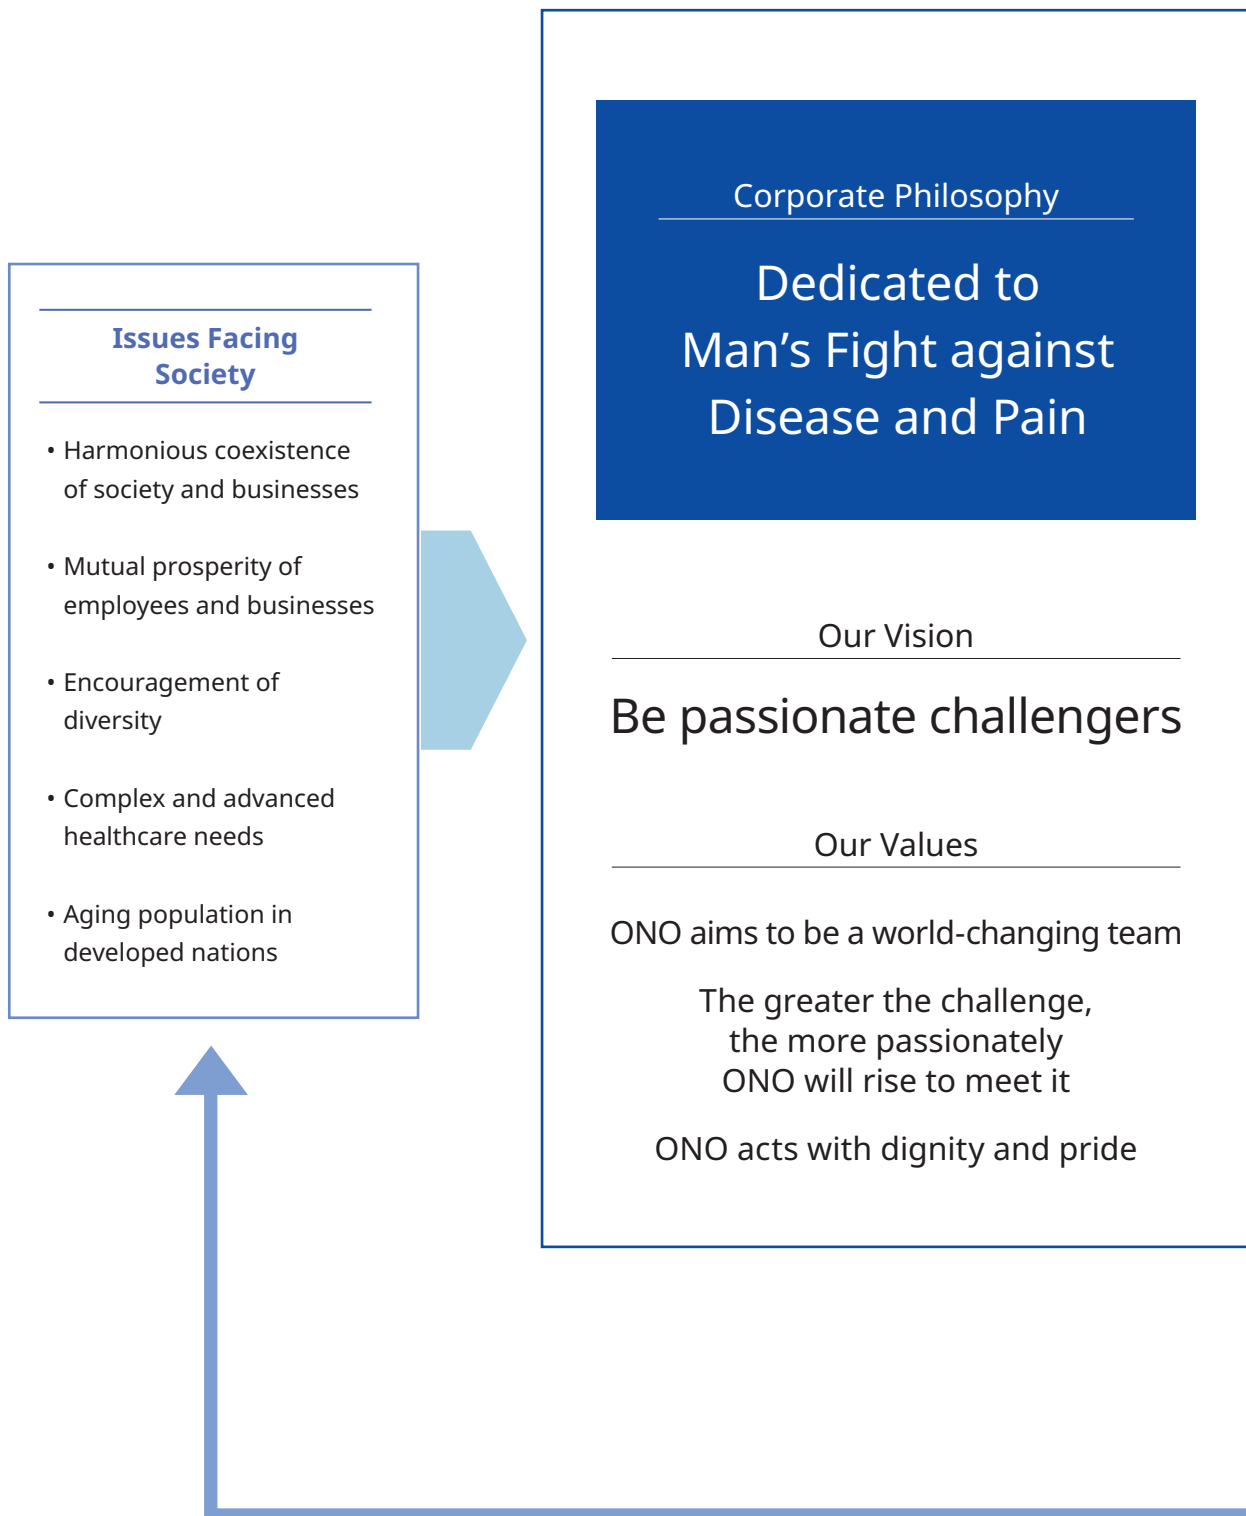 Issues Facing
Society
• Harmonious coexistence
of society and businesses
• Mutual prosperity of
employees and businesses
• Encouragement of
diversity
• Complex and advanced
healthcare needs
• Aging population in
developed nations
Corporate Philosophy
Dedicated to
Man’s Fight against
Disease and Pain
Our Vision
Be passionate challengers
Our Values
ONO aims to be a world-changing team
The greater the challenge,
the more passionately
ONO will rise to meet it
ONO acts with dignity and pride